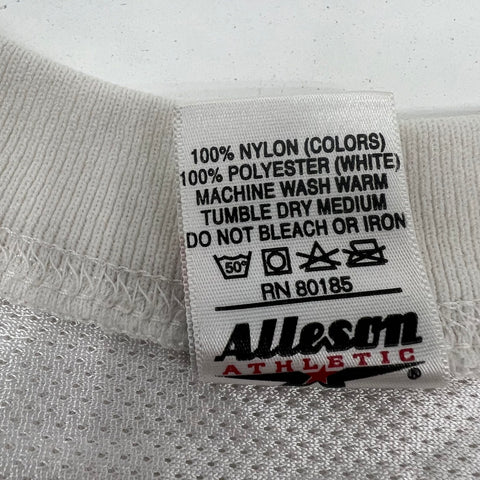 100% NYLON (COLORS)
100% POLYESTER (WHITE)
MACHINE WASH WARM
TUMBLE DRY MEDIUM
DO NOT BLEACH OR IRON
50°
RN 80185
Alleson
ATHLETIC
®